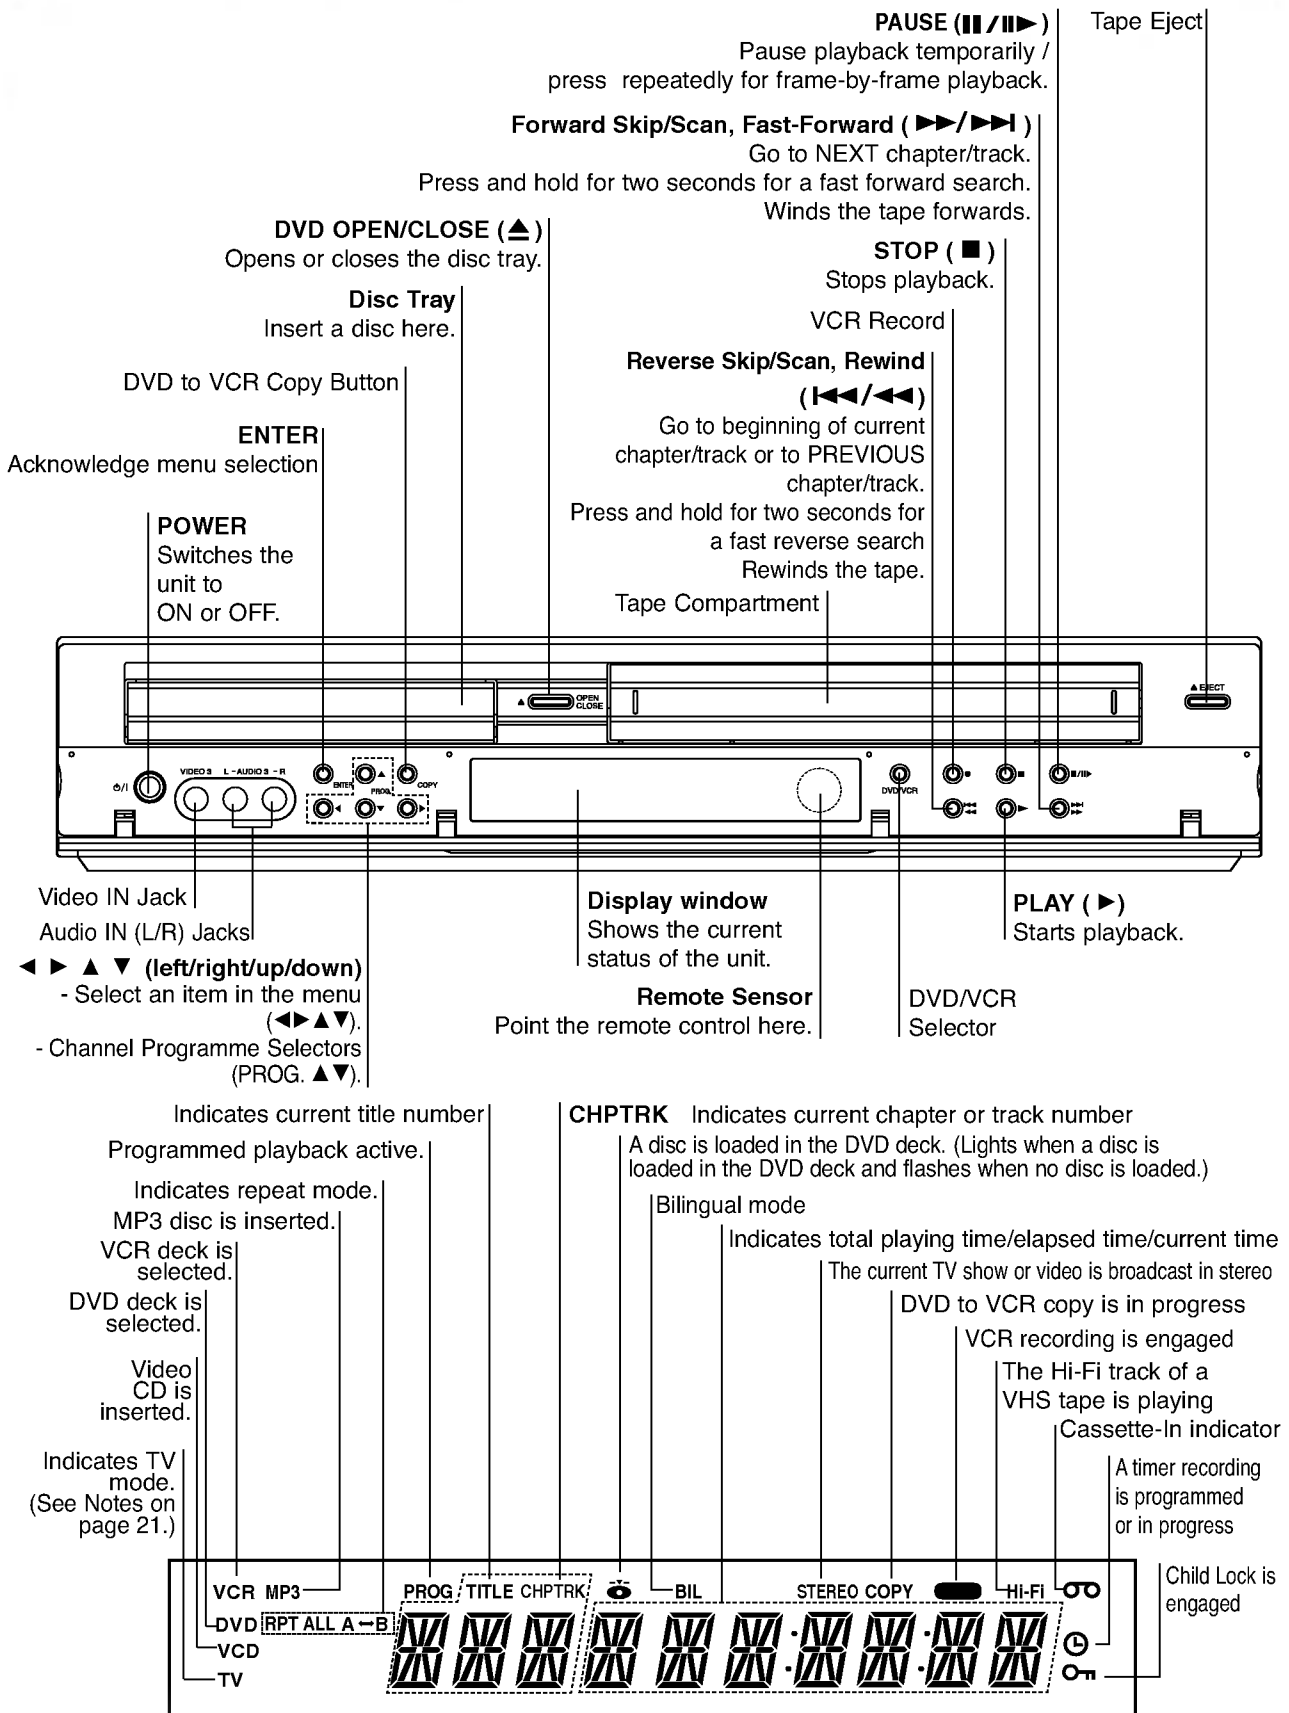 PAUSE (II/II►)
Pause playback temporarily /
press repeatedly for frame-by-frame playback.
Tape Eject
Forward Skip/Scan, Fast-Forward (►►/►►I)
Go to NEXT chapter/track.
Press and hold for two seconds for a fast forward search.
Winds the tape forwards.
DVD OPEN/CLOSE (⏏)
Opens or closes the disc tray.
STOP ( ■ )
Stops playback.
Disc Tray
Insert a disc here.
VCR Record
DVD to VCR Copy Button
Reverse Skip/Scan, Rewind
(I◄◄/◄◄)
Go to beginning of current
chapter/track or to PREVIOUS
chapter/track.
Press and hold for two seconds for
a fast reverse search
Rewinds the tape.
ENTER
Acknowledge menu selection
POWER
Switches the
unit to
ON or OFF.
Tape Compartment
▲ OPEN
CLOSE
▲ EJECT
VIDEO 3 L - AUDIO 3 - R
ENTER
▲
PROG.
COPY
◄ ▼ ►
⏻/I
DVD/VCR
● ■ II/II►
I◄◄
◄◄
►
►►I
►►
Video IN Jack
Audio IN (L/R) Jacks
◄ ► ▲ ▼ (left/right/up/down)
- Select an item in the menu
(◄►▲▼).
- Channel Programme Selectors
(PROG. ▲▼).
Display window
Shows the current
status of the unit.
Remote Sensor
Point the remote control here.
PLAY ( ►)
Starts playback.
DVD/VCR
Selector
Indicates current title number
CHPTRK Indicates current chapter or track number
Programmed playback active.
A disc is loaded in the DVD deck. (Lights when a disc is
loaded in the DVD deck and flashes when no disc is loaded.)
Indicates repeat mode.
Bilingual mode
MP3 disc is inserted.
Indicates total playing time/elapsed time/current time
VCR deck is
selected.
The current TV show or video is broadcast in stereo
DVD deck is
selected.
DVD to VCR copy is in progress
VCR recording is engaged
Video
CD is
inserted.
The Hi-Fi track of a
VHS tape is playing
Cassette-In indicator
Indicates TV
mode.
(See Notes on
page 21.)
A timer recording
is programmed
or in progress
Child Lock is
engaged
VCR MP3 PROG TITLE CHPTRK BIL STEREO COPY Hi-Fi
DVD RPT ALL A ↔ B
VCD
TV